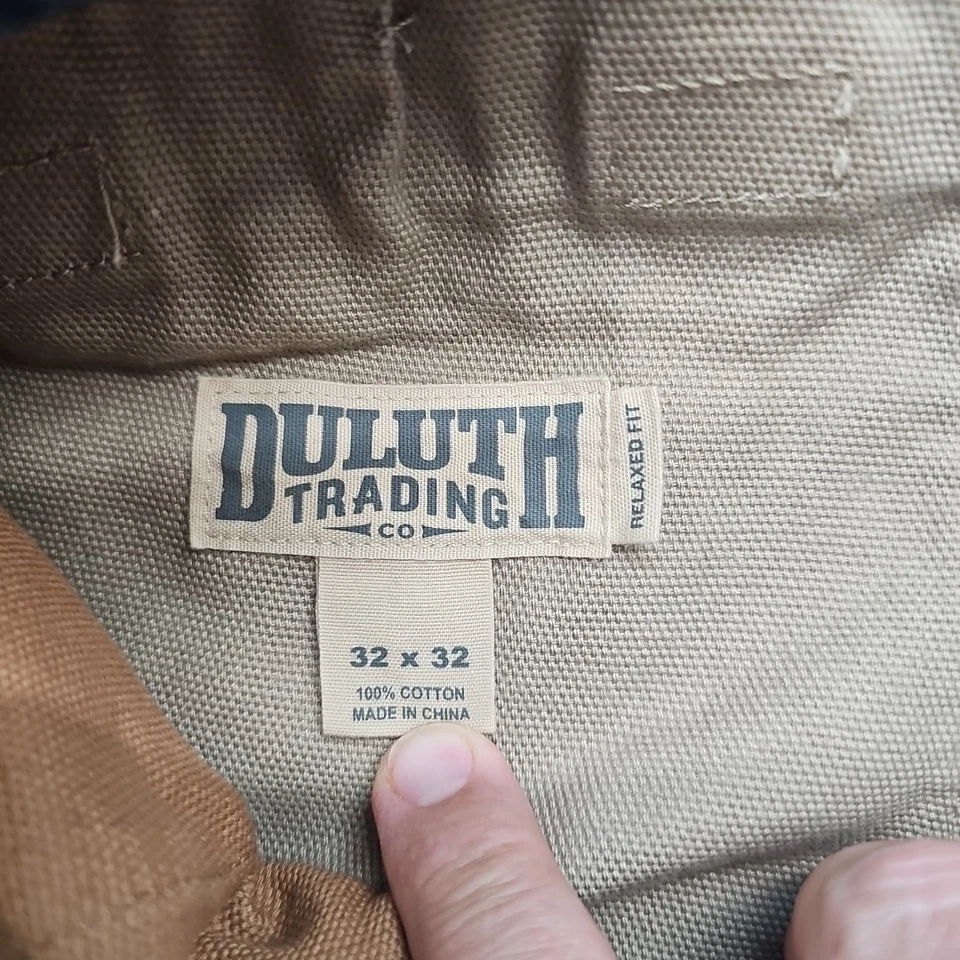 DULUTH
TRADING
CO
RELAXED FIT
32 x 32
100% COTTON
MADE IN CHINA